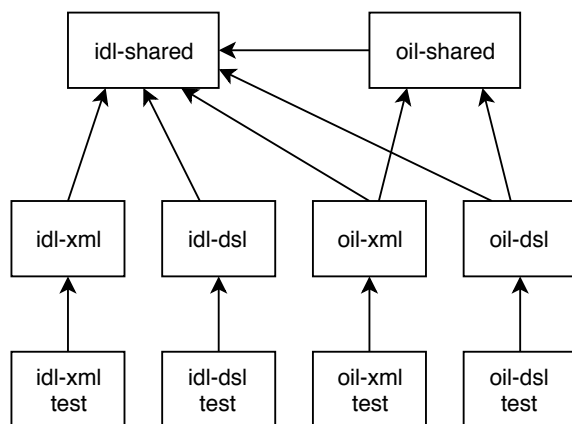 idl-shared
oil-shared
idl-xml
idl-dsl
oil-xml
oil-dsl
idl-xml
test
idl-dsl
test
oil-xml
test
oil-dsl
test